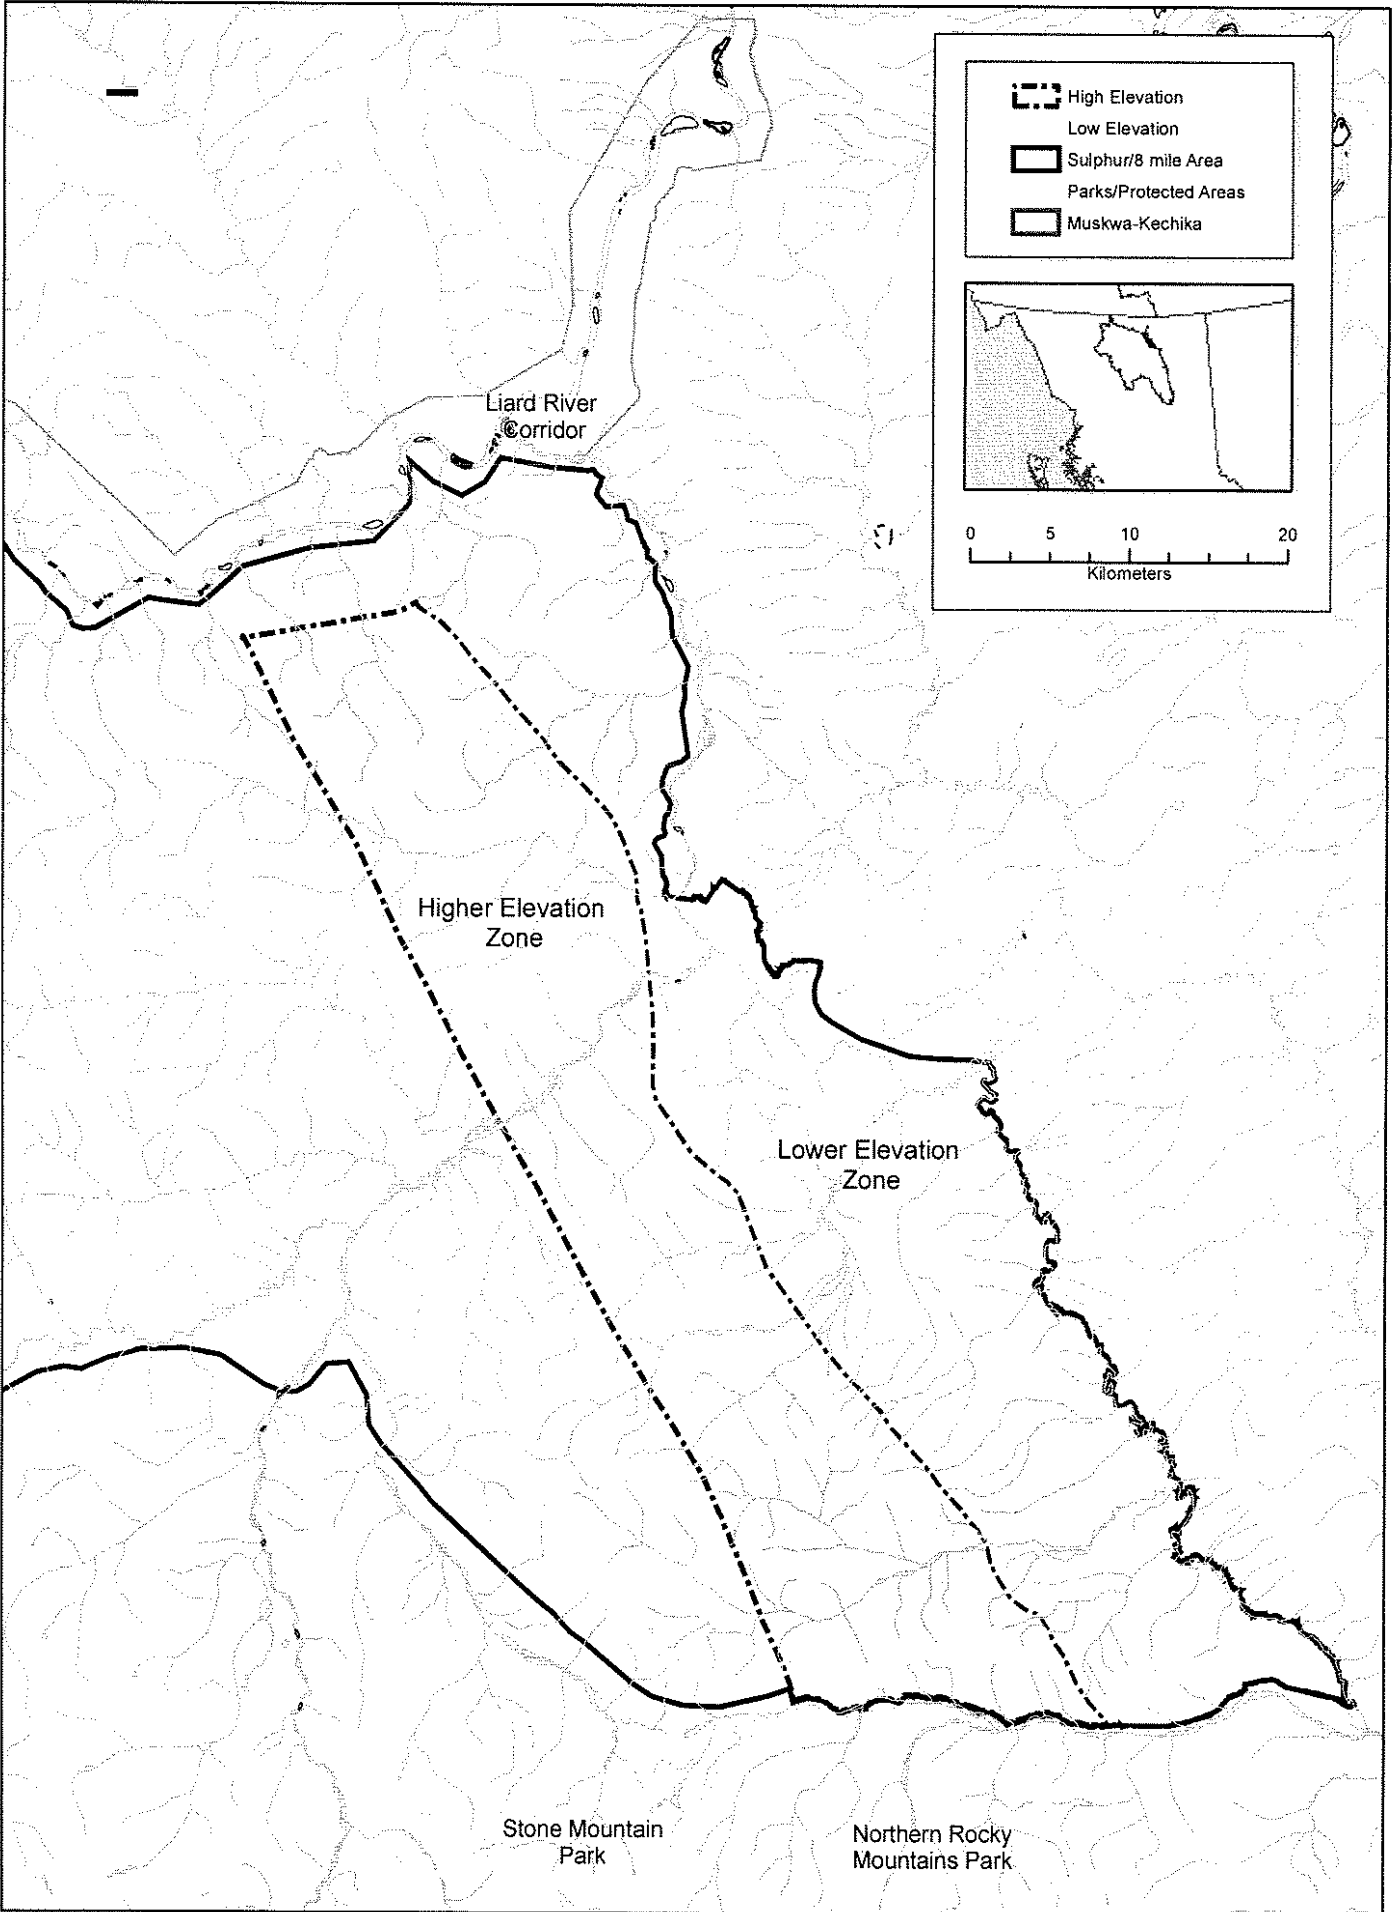 High Elevation
Low Elevation
Sulphur/8 mile Area
Parks/Protected Areas
Muskwa-Kechika
0 5 10 20
Kilometers
Liard River
Corridor
Higher Elevation
Zone
Lower Elevation
Zone
Stone Mountain
Park
Northern Rocky
Mountains Park